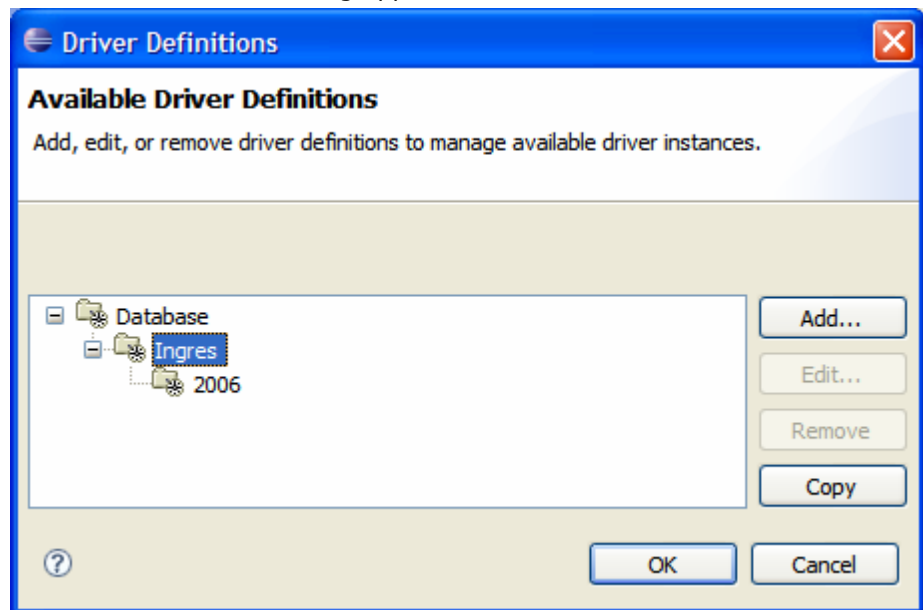 Driver Definitions
Available Driver Definitions
Add, edit, or remove driver definitions to manage available driver instances.
Database
Ingres
2006
Add...
Edit...
Remove
Copy
?
OK
Cancel